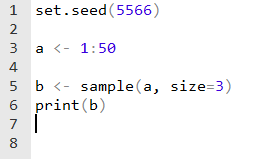 1 set.seed(5566)
2
3 a <- 1:50
4
5 b <- sample(a, size=3)
6 print(b)
7
8